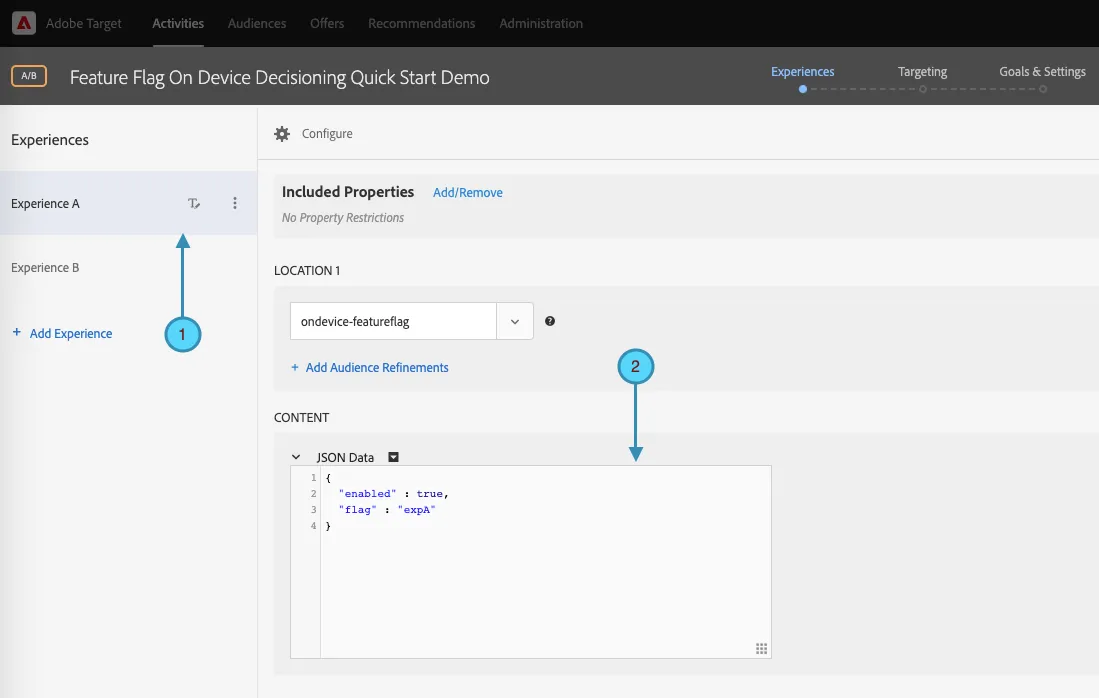 Adobe Target Activities Audiences Offers Recommendations Administration
A/B Feature Flag On Device Decisioning Quick Start Demo
Experiences Targeting Goals & Settings
Experiences
Experience A
Experience B
+ Add Experience
1
Configure
Included Properties Add/Remove
No Property Restrictions
LOCATION 1
ondevice-featureflag
+ Add Audience Refinements
2
CONTENT
JSON Data
1 {
2 "enabled" : true,
3 "flag" : "expA"
4 }